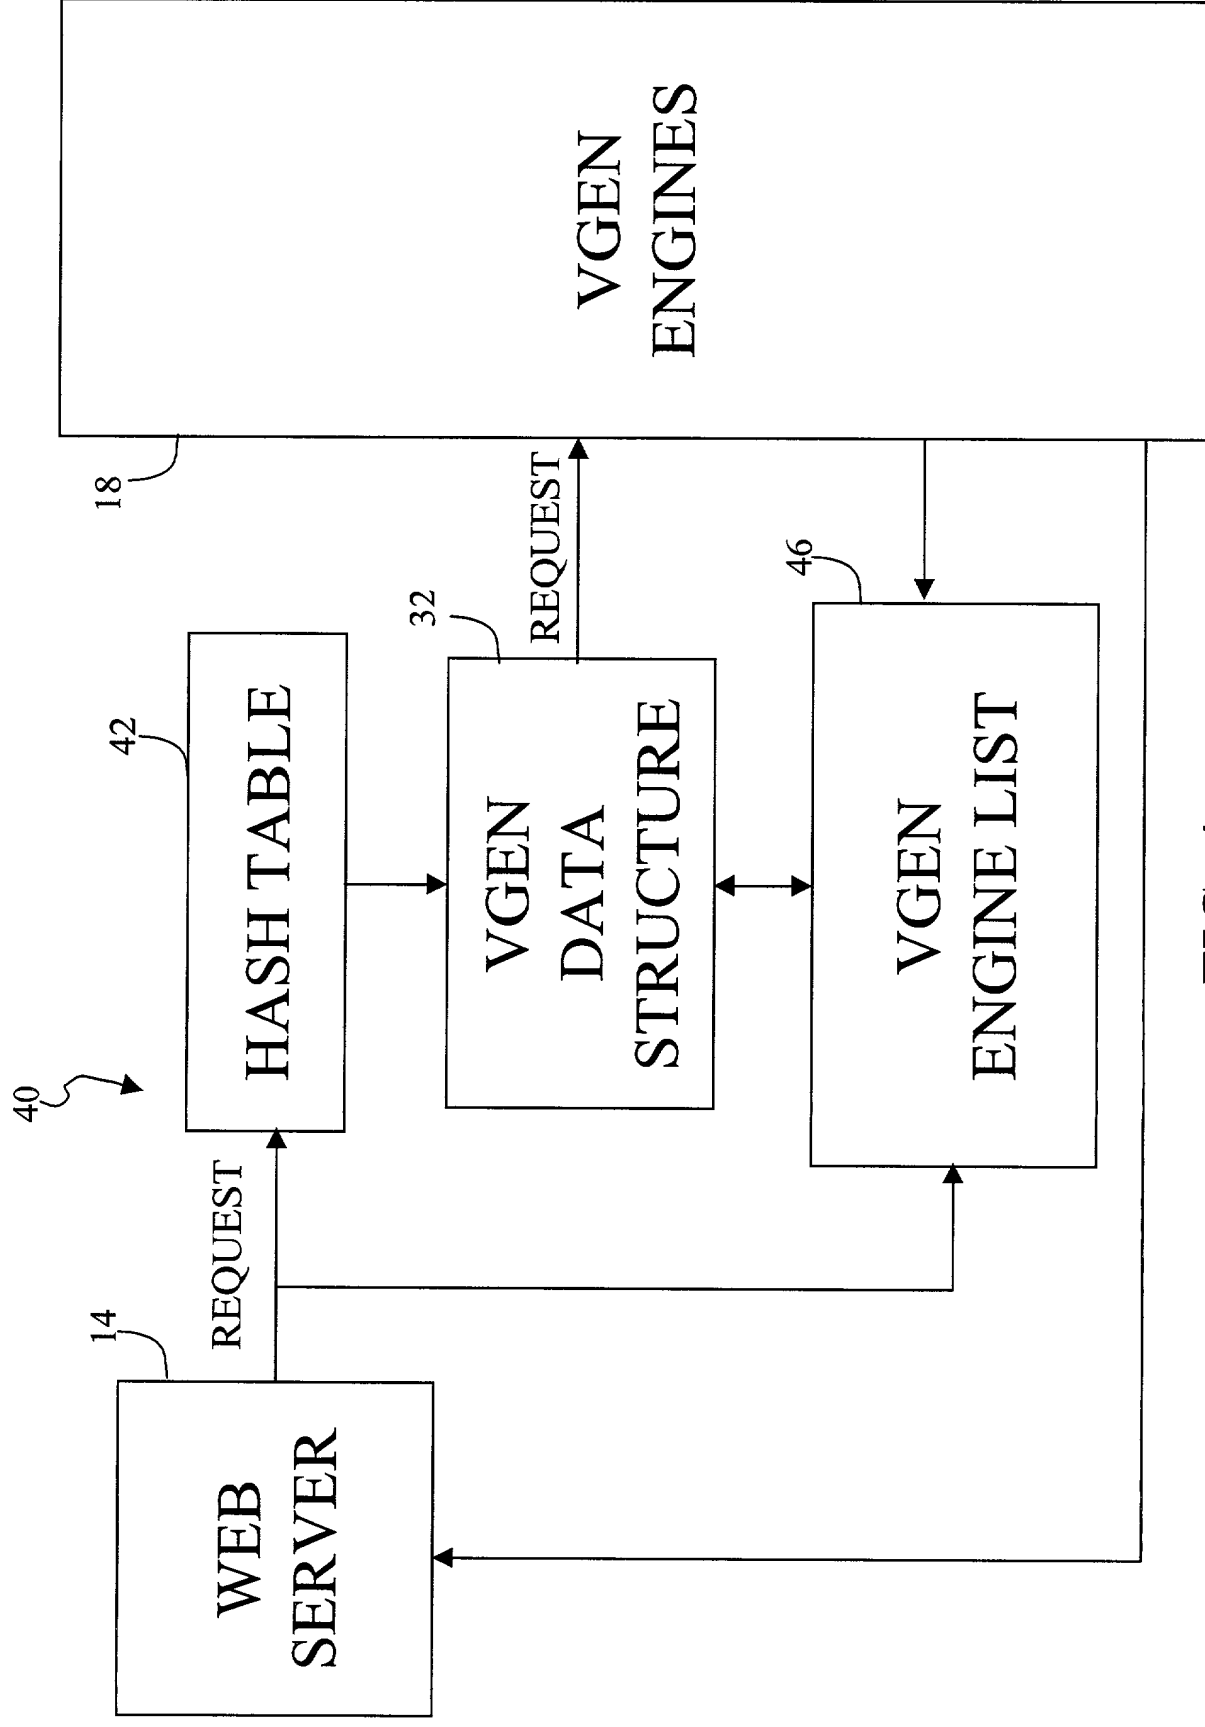 40
14
WEB
SERVER
REQUEST
42
HASH TABLE
32
VGEN
DATA
STRUCTURE
REQUEST
46
VGEN
ENGINE LIST
18
VGEN
ENGINES